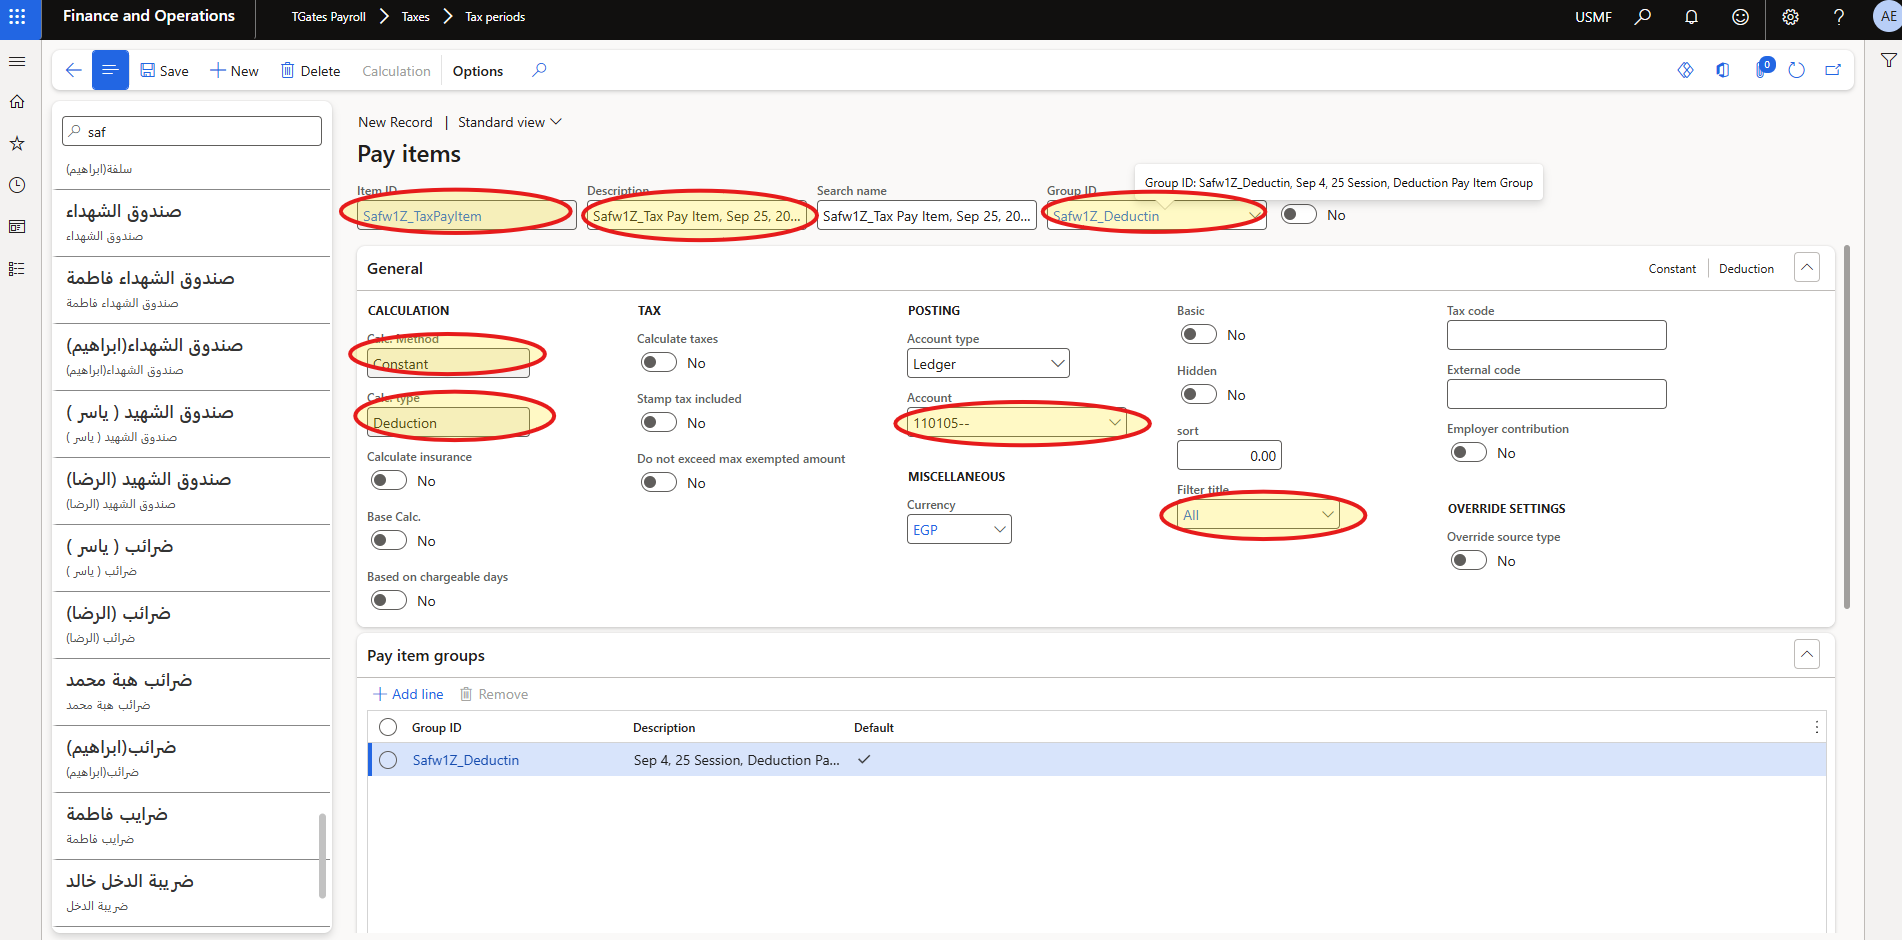 Finance and Operations
TGates Payroll
Taxes
Tax periods
USMF
AE
Save
New
Delete
Calculation
Options
0
saf
سلفة(ابراهيم)
صندوق الشهداء
صندوق الشهداء
صندوق الشهداء فاطمة
صندوق الشهداء فاطمة
صندوق الشهداء(ابراهيم)
صندوق الشهداء(ابراهيم)
صندوق الشهيد ( ياسر )
صندوق الشهيد ( ياسر )
صندوق الشهيد (الرضا)
صندوق الشهيد (الرضا)
ضرائب ( ياسر )
ضرائب ( ياسر )
ضرائب (الرضا)
ضرائب (الرضا)
ضرائب هبة محمد
ضرائب هبة محمد
ضرائب(ابراهيم)
ضرائب(ابراهيم)
ضرايب فاطمة
ضرايب فاطمة
ضريبة الدخل خالد
ضريبة الدخل
New Record | Standard view
Pay items
Group ID: Safw1Z_Deductin, Sep 4, 25 Session, Deduction Pay Item Group
Item ID
Safw1Z_TaxPayItem
Description
Safw1Z_Tax Pay Item, Sep 25, 20...
Search name
Safw1Z_Tax Pay Item, Sep 25, 20...
Group ID
Safw1Z_Deductin
No
General
Constant
Deduction
CALCULATION
Calc. Method
Constant
Calc. type
Deduction
Calculate insurance
No
Base Calc.
No
Based on chargeable days
No
TAX
Calculate taxes
No
Stamp tax included
No
Do not exceed max exempted amount
No
POSTING
Account type
Ledger
Account
110105--
MISCELLANEOUS
Currency
EGP
Basic
No
Hidden
No
sort
0.00
Filter title
All
Tax code
External code
Employer contribution
No
OVERRIDE SETTINGS
Override source type
No
Pay item groups
Add line
Remove
Group ID
Description
Default
Safw1Z_Deductin
Sep 4, 25 Session, Deduction Pa...